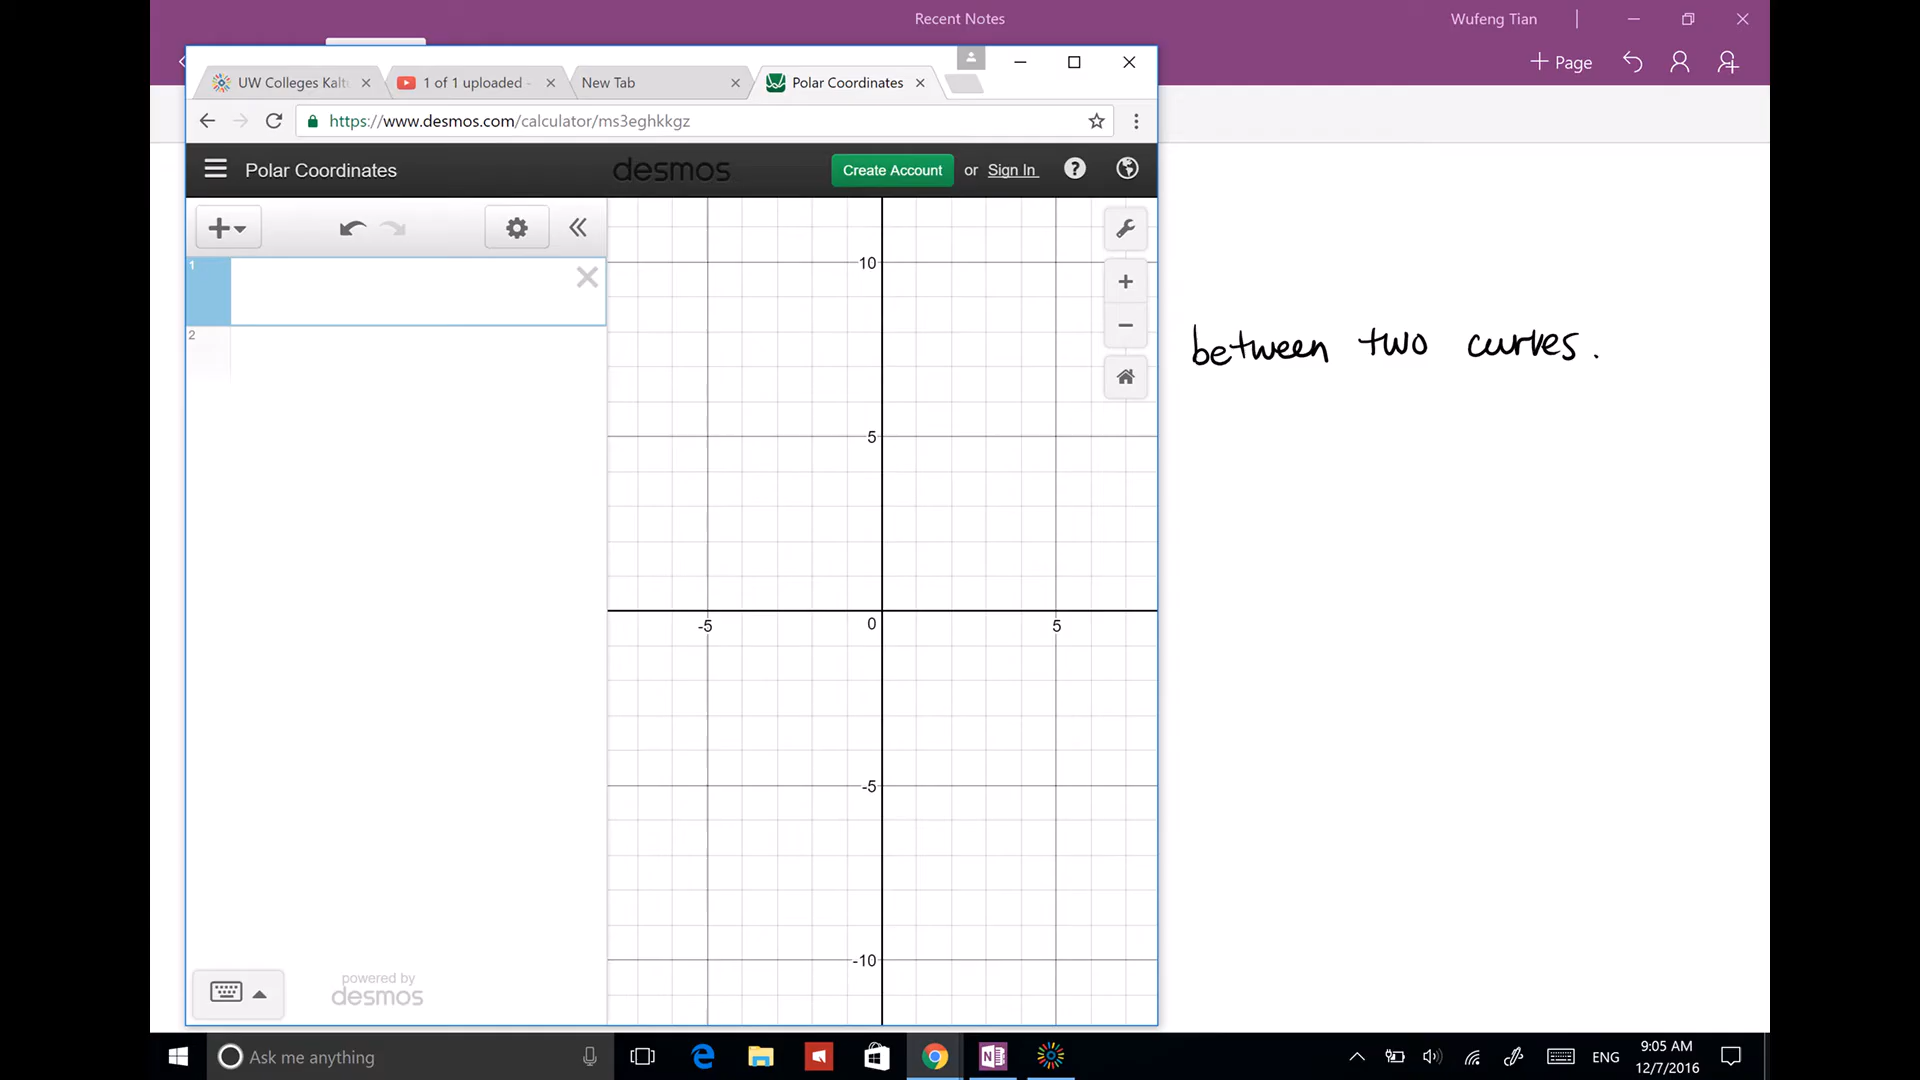 Recent Notes
Wufeng Tian
Page
UW Colleges Kalt
1 of 1 uploaded -
New Tab
Polar Coordinates
https://www.desmos.com/calculator/ms3eghkkgz
Polar Coordinates
desmos
Create Account
or
Sign In
1
2
10
5
-5
0
5
-5
-10
between two curves.
powered by
desmos
Ask me anything
ENG
9:05 AM
12/7/2016